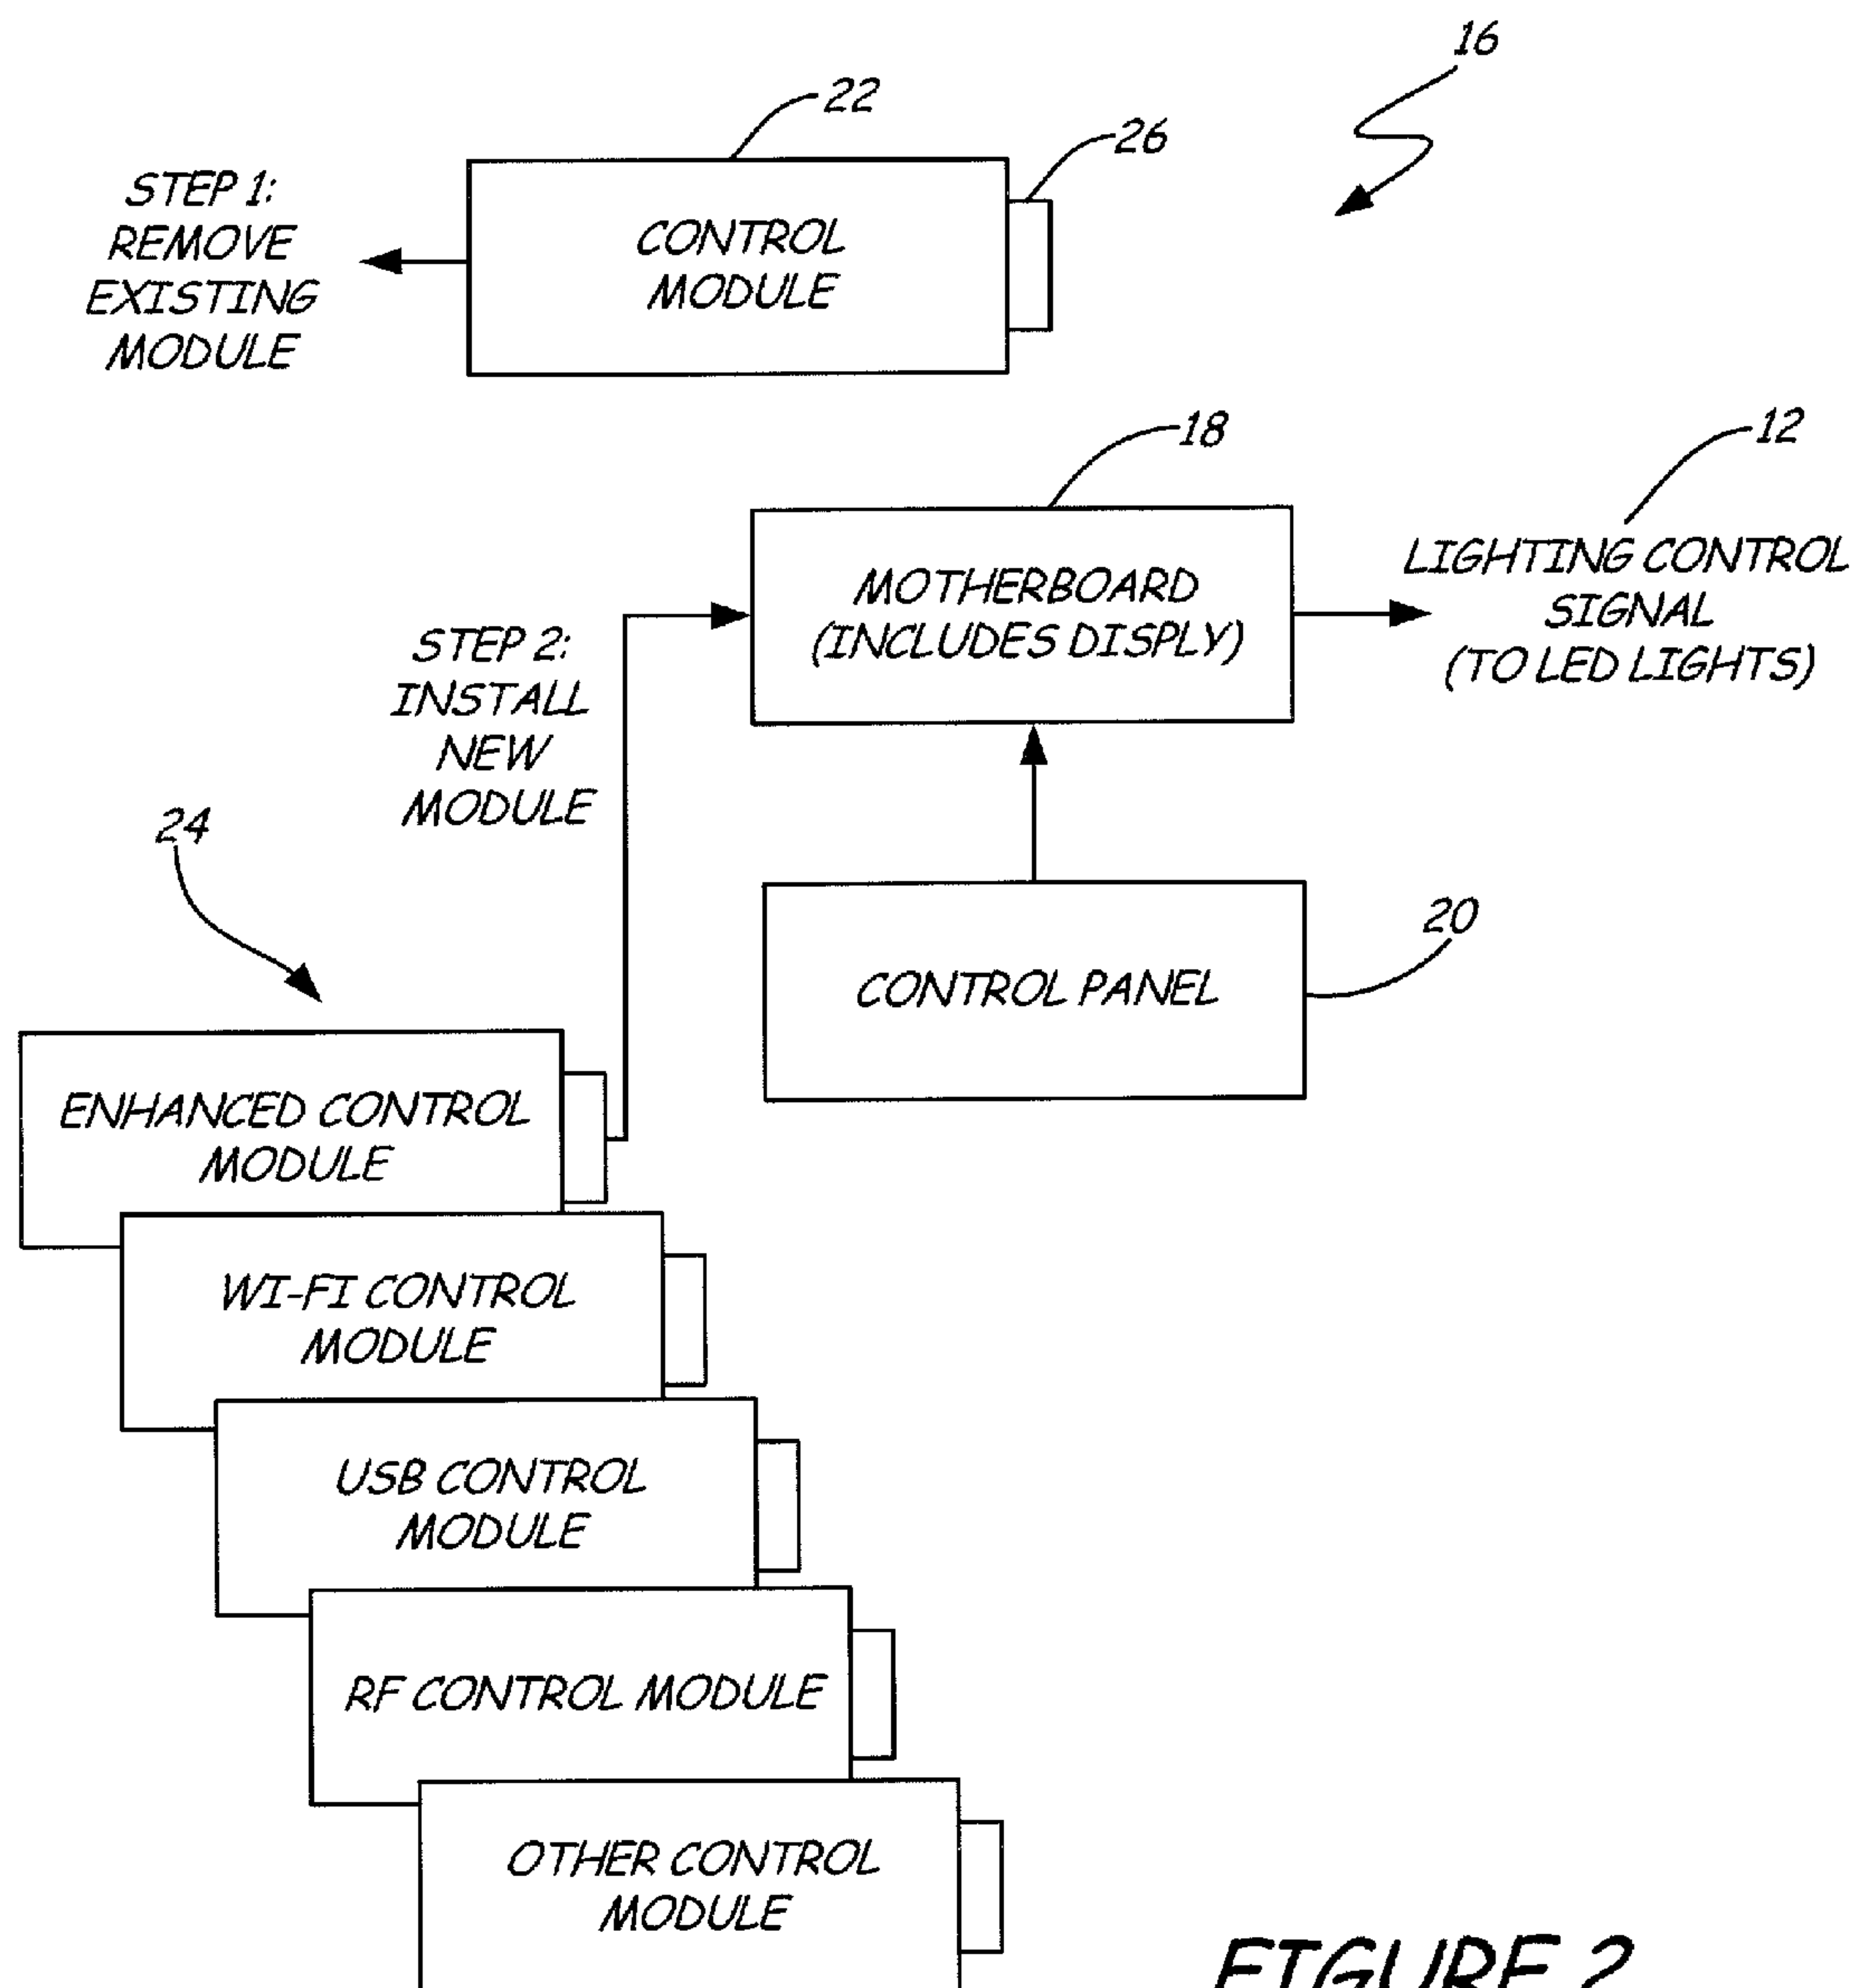 16
22
26
STEP 1:
REMOVE
EXISTING
MODULE
CONTROL
MODULE
18
12
MOTHERBOARD
(INCLUDES DISPLY)
LIGHTING CONTROL
SIGNAL
(TO LED LIGHTS)
STEP 2:
INSTALL
NEW
MODULE
24
20
CONTROL PANEL
ENHANCED CONTROL
MODULE
WI-FI CONTROL
MODULE
USB CONTROL
MODULE
RF CONTROL MODULE
OTHER CONTROL
MODULE
FIGURE 2